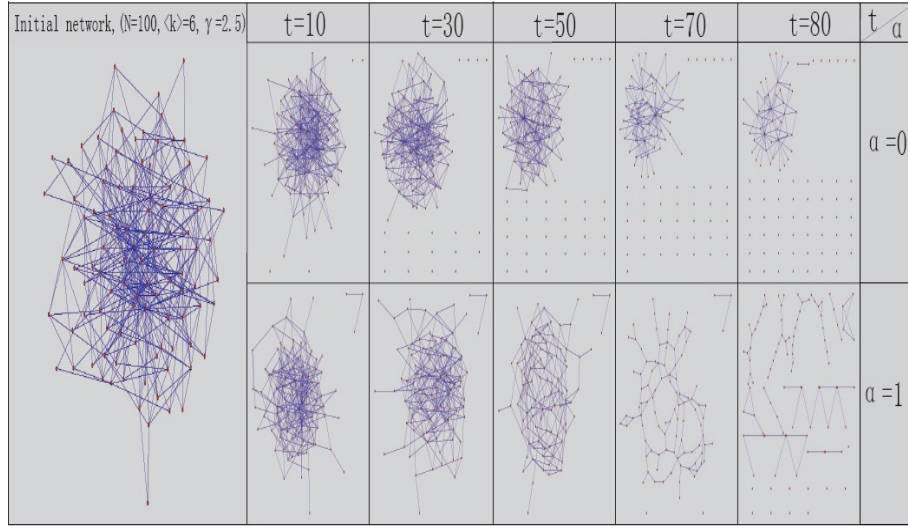 Initial network, (N=100,⟨k⟩=6, γ=2.5)
t=10
t=30
t=50
t=70
t=80
t
α
α=0
α=1